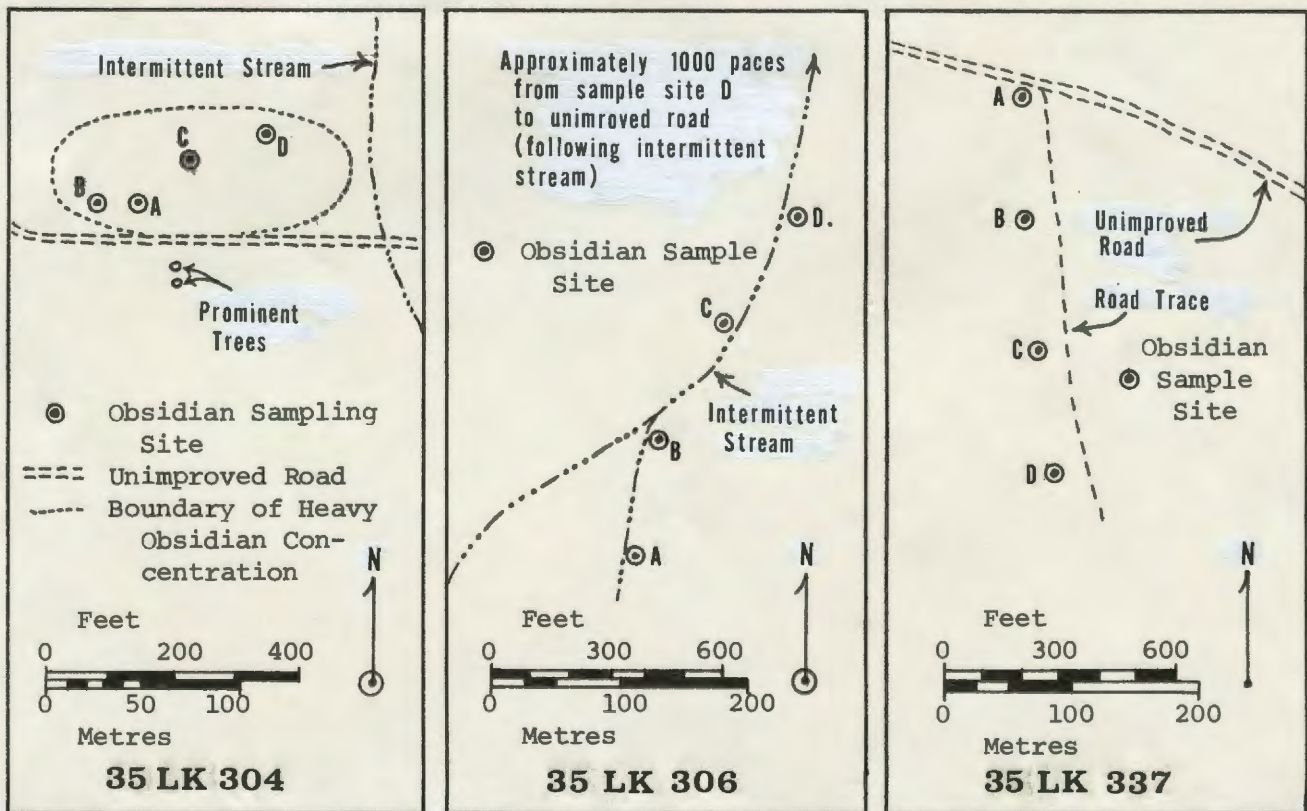 Intermittent Stream
C
D
B
A
Prominent
Trees
Obsidian Sampling
Site
Unimproved Road
Boundary of Heavy
Obsidian Con-
centration
N
Feet
0 200 400
0 50 100
Metres
35 LK 304
Approximately 1000 paces
from sample site D
to unimroved road
(following intermittent
stream)
D.
Obsidian Sample
Site
C
Intermittent
Stream
B
A
N
Feet
0 300 600
0 100 200
Metres
35 LK 306
A
B
Unimproved
Road
Road Trace
C
Obsidian
Sample
Site
D
N
Feet
0 300 600
0 100 200
Metres
35 LK 337